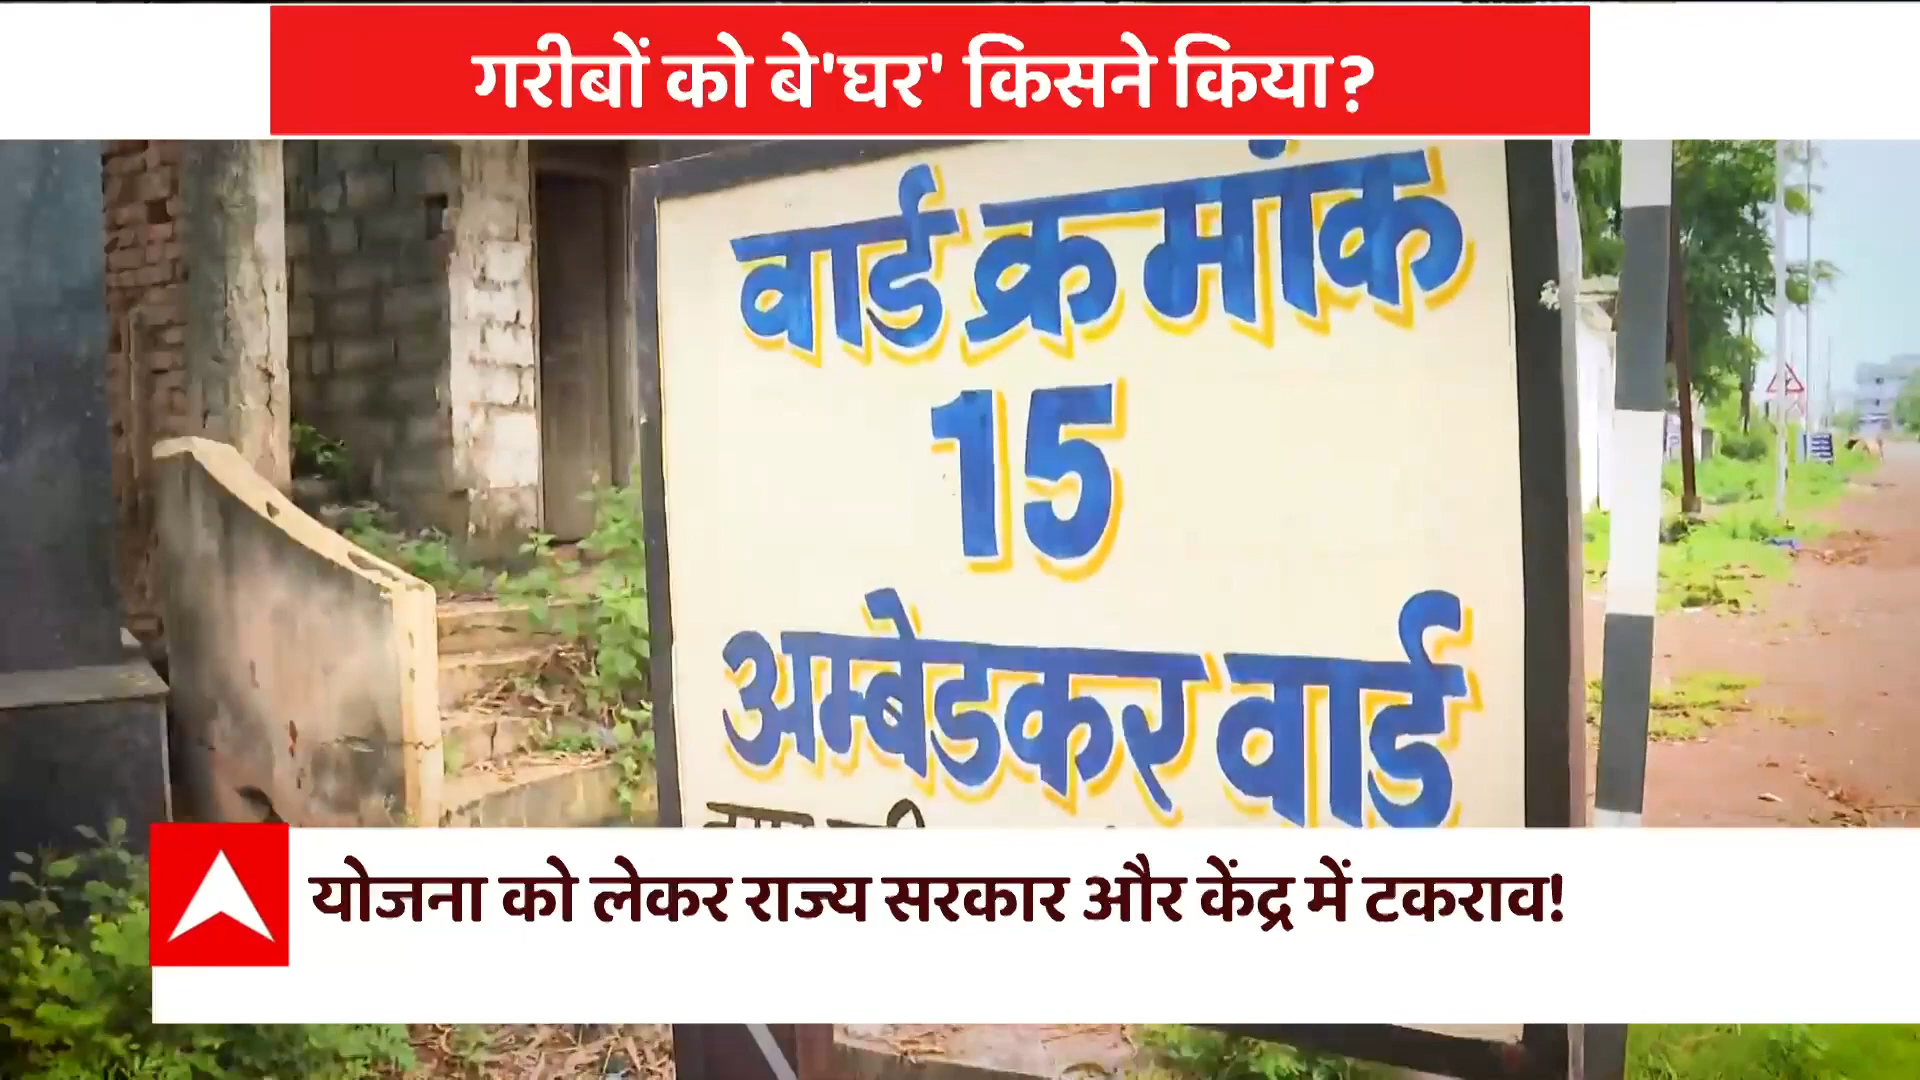 गरीबों को बे'घर' किसने किया?
वार्ड क्रमांक
15
अम्बेडकर वार्ड
योजना को लेकर राज्य सरकार और केंद्र में टकराव!